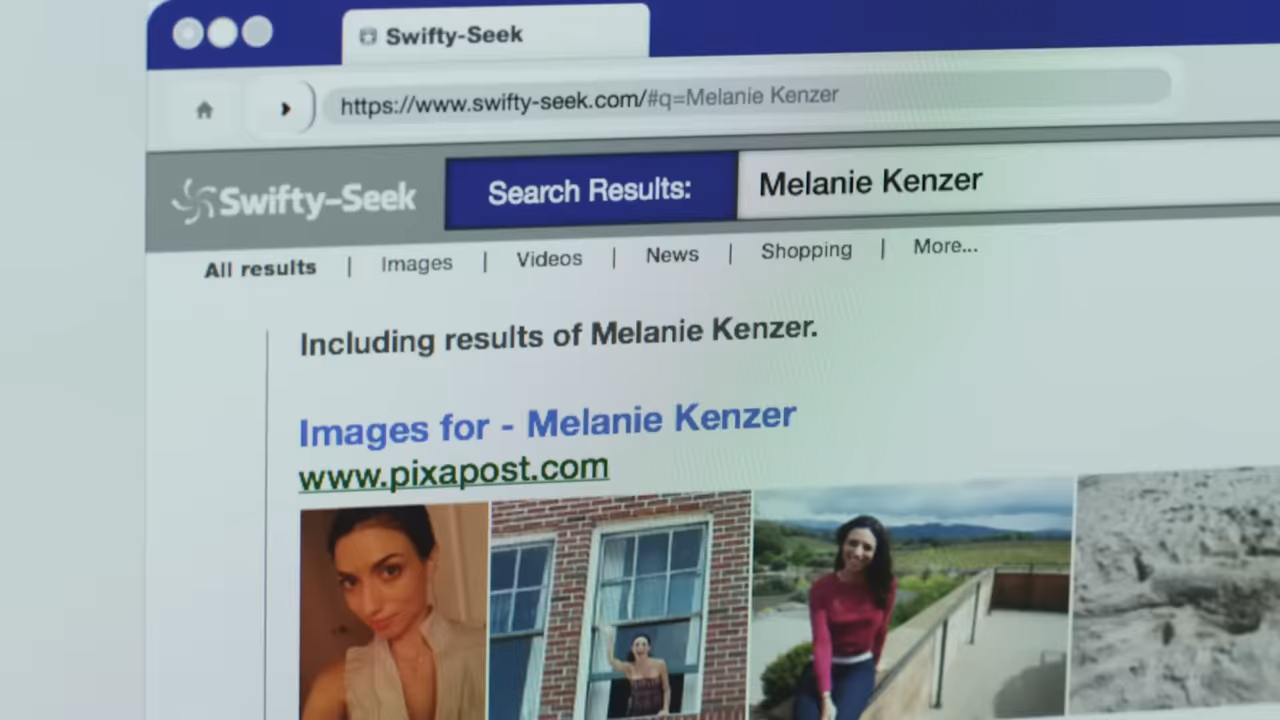 Swifty-Seek
https://www.swifty-seek.com/#q=Melanie Kenzer
Swifty-Seek
Search Results:
Melanie Kenzer
All results | Images | Videos | News | Shopping | More...
Including results of Melanie Kenzer.
Images for - Melanie Kenzer
www.pixapost.com